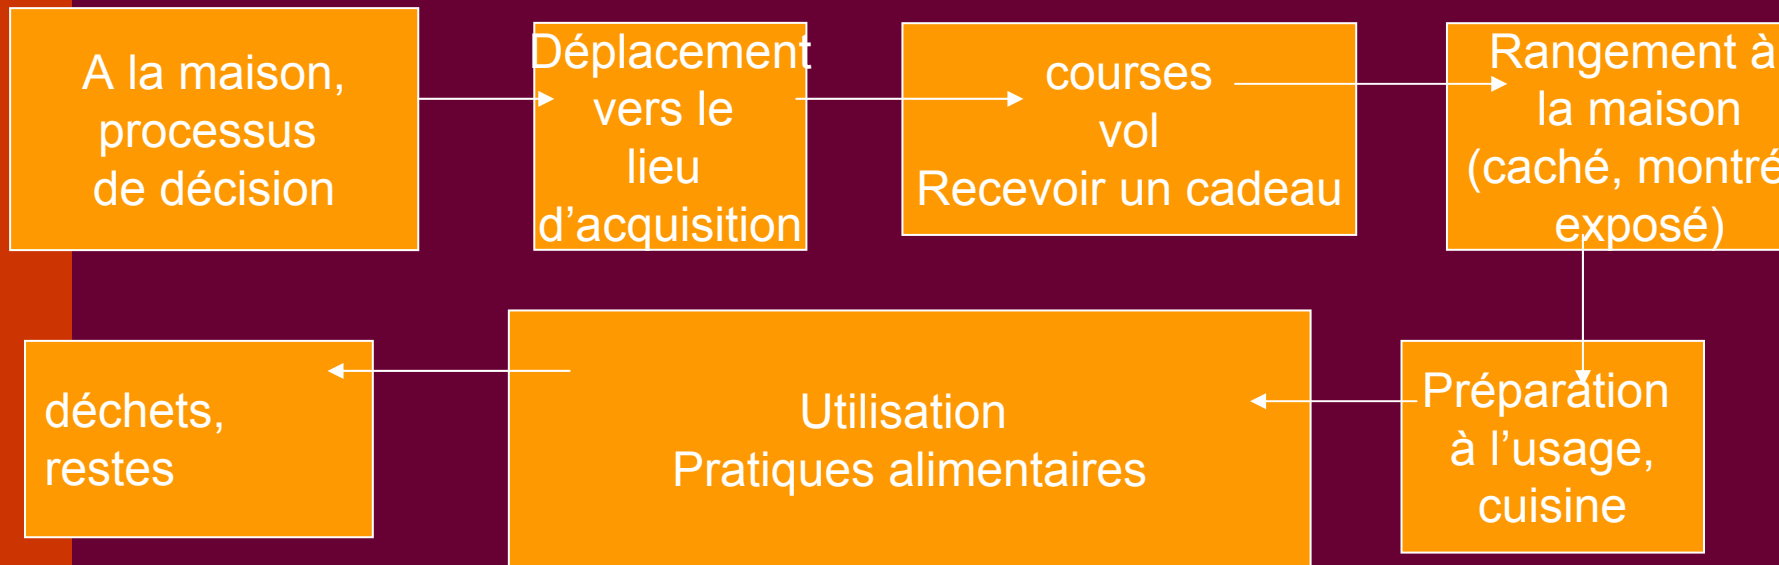 A la maison,
processus
de décision
Déplacement
vers le
lieu
d’acquisition
courses
vol
Recevoir un cadeau
Rangement à
la maison
(caché, montré
exposé)
Préparation
à l’usage,
cuisine
Utilisation
Pratiques alimentaires
déchets,
restes